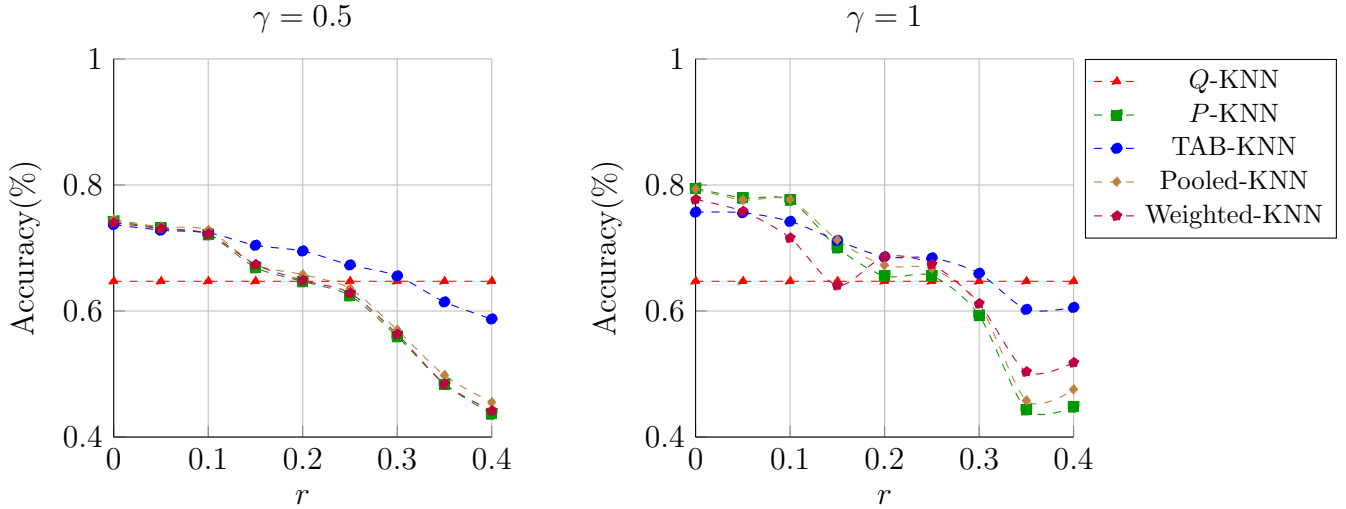 γ = 0.5
1
0.8
0.6
0.4
Accuracy(%)
0 0.1 0.2 0.3 0.4
r
γ = 1
1
0.8
0.6
0.4
Accuracy(%)
0 0.1 0.2 0.3 0.4
r
Q-KNN
P-KNN
TAB-KNN
Pooled-KNN
Weighted-KNN